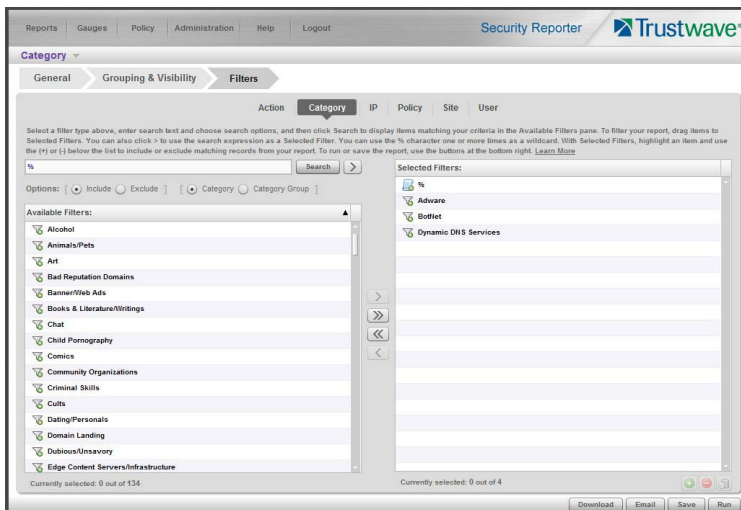 Reports Gauges Policy Administration Help Logout
Security Reporter Trustwave®
Category
General Grouping & Visibility Filters
Action Category IP Policy Site User
Select a filter type above, enter search text and choose search options, and then click Search to display items matching your criteria in the Available Filters pane. To filter your report, drag items to
Selected Filters. You can also click > to use the search expression as a Selected Filter. You can use the % character one or more times as a wildcard. With Selected Filters, highlight an item and use
the (+) or (-) below the list to include or exclude matching records from your report. To run or save the report, use the buttons at the bottom right. Learn More
% Search >
Options: [ Include Exclude ] [ Category Category Group ]
Available Filters:
Alcohol
Animals/Pets
Art
Bad Reputation Domains
Banner/Web Ads
Books & Literature/Writings
Chat
Child Pornography
Comics
Community Organizations
Criminal Skills
Cults
Dating/Personals
Domain Landing
Dubious/Unsavory
Edge Content Servers/Infrastructure
Currently selected: 0 out of 134
>
>>
<<
<
Selected Filters:
%
Adware
BotNet
Dynamic DNS Services
Currently selected: 0 out of 4
Download Email Save Run